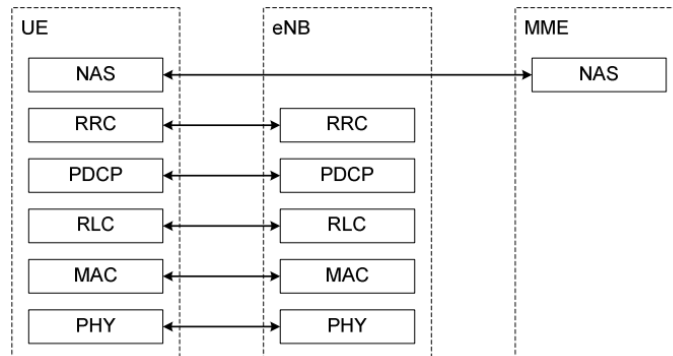 UE eNB MME
NAS NAS
RRC RRC
PDCP PDCP
RLC RLC
MAC MAC
PHY PHY